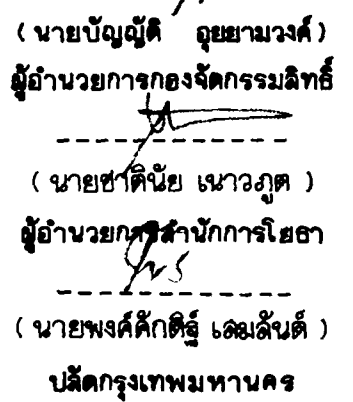 ( นายบัญญัติ อุยยามวงค์ )
ผู้อำนวยการกองจัดกรรมสิทธิ์
( นายชาตินัย เนาวภูต )
ผู้อำนวยการสำนักการโยธา
( นายพงค์ศักติฐ์ เสมสันต์ )
ปลัดกรุงเทพมหานคร